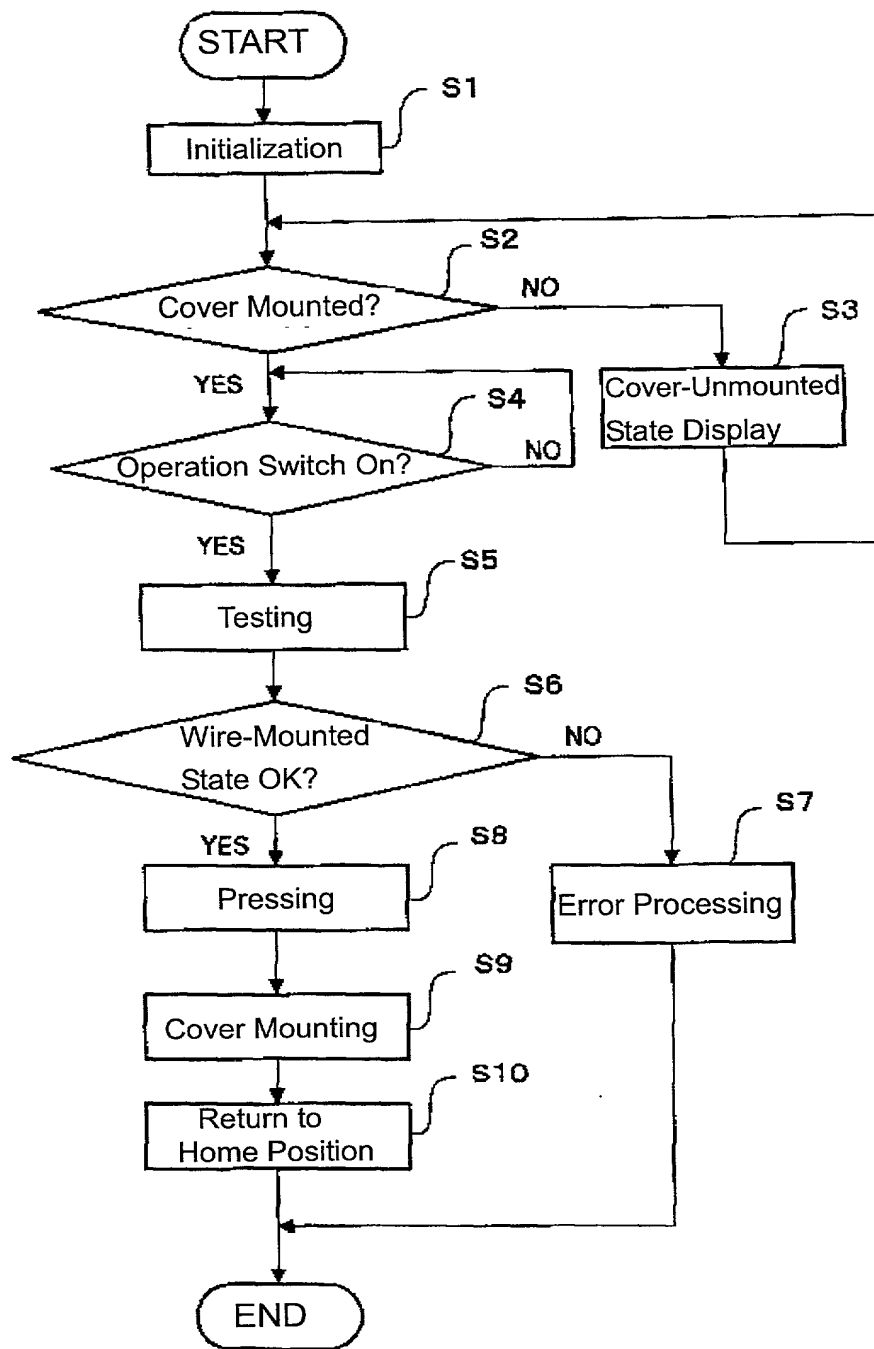 START
S1
Initialization
S2
Cover Mounted?
NO
S3
Cover-Unmounted
State Display
YES
S4
Operation Switch On?
NO
YES
S5
Testing
S6
Wire-Mounted
State OK?
NO
S7
YES
S8
Pressing
Error Processing
S9
Cover Mounting
S10
Return to
Home Position
END